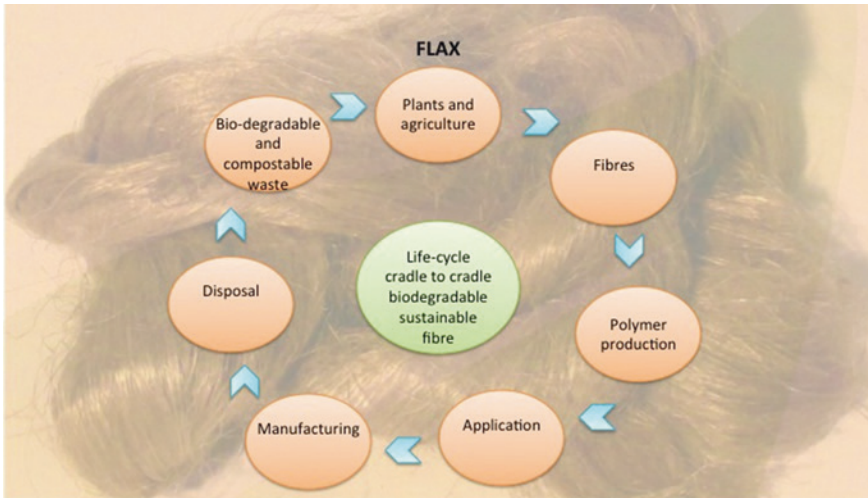 FLAX
Plants and
agriculture
Fibres
Polymer
production
Application
Manufacturing
Disposal
Bio-degradable
and
compostable
waste
Life-cycle
cradle to cradle
biodegradable
sustainable
fibre